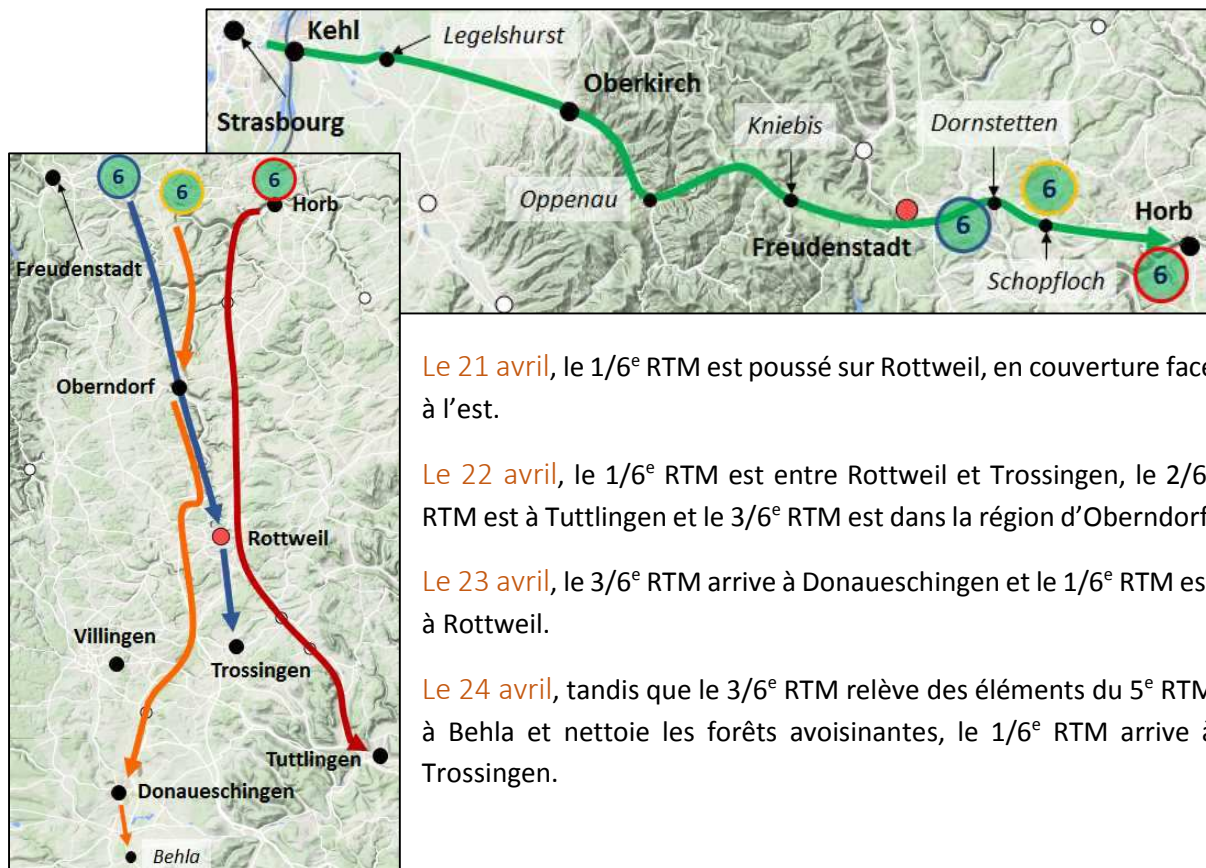 Kehl
Legelshurst
Strasbourg
Oberkirch
Oppenau
Kniebis
Freudenstadt
6
Dornstetten
6
Schopfloch
Horb
6
6
6
6
Horb
Freudenstadt
Oberndorf
Rottweil
Villingen
Trossingen
Tuttlingen
Donaueschingen
Behla
Le 21 avril, le 1/6e RTM est poussé sur Rottweil, en couverture face
à l’est.
Le 22 avril, le 1/6e RTM est entre Rottweil et Trossingen, le 2/6
RTM est à Tuttlingen et le 3/6e RTM est dans la région d’Oberndorf
Le 23 avril, le 3/6e RTM arrive à Donaueschingen et le 1/6e RTM es
à Rottweil.
Le 24 avril, tandis que le 3/6e RTM relève des éléments du 5e RTM
à Behla et nettoie les forêts avoisinantes, le 1/6e RTM arrive à
Trossingen.